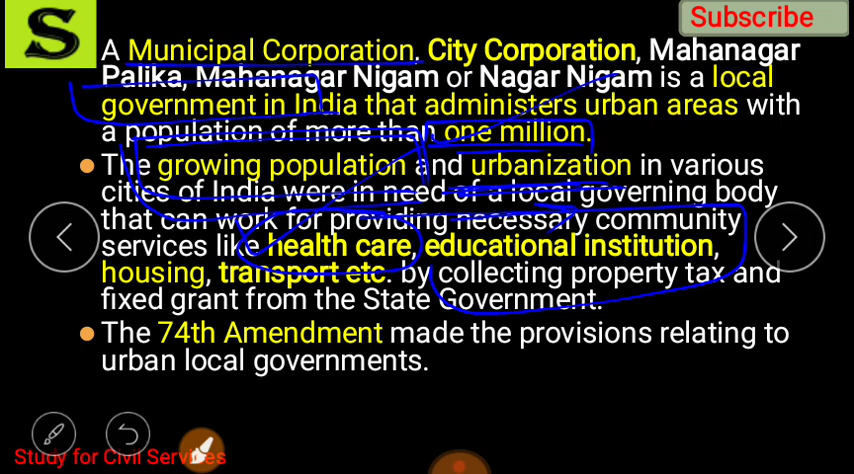 S
Subscribe
A Municipal Corporation, City Corporation, Mahanagar
Palika, Mahanagar Nigam or Nagar Nigam is a local
government in India that administers urban areas with
a population of more than one million.
The growing population and urbanization in various
cities of India were in need of a local governing body
that can work for providing necessary community
services like health care, educational institution,
housing, transport etc. by collecting property tax and
fixed grant from the State Government.
The 74th Amendment made the provisions relating to
urban local governments.
Study for Civil Services